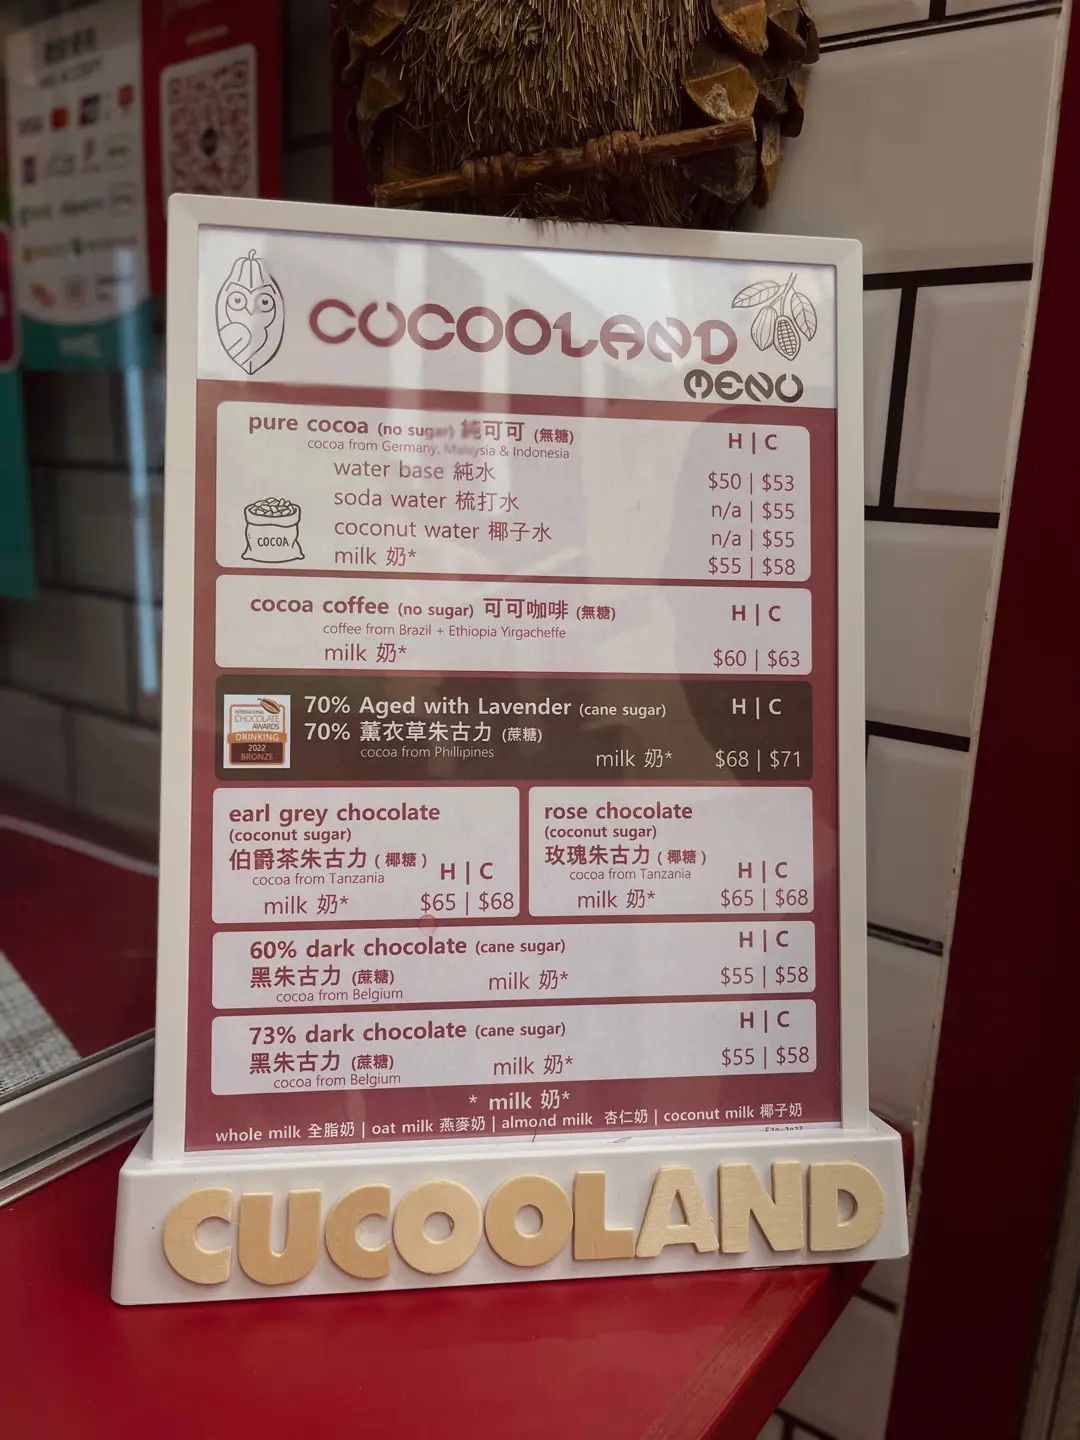 VISA
COCOOLAND
MENU
pure cocoa (no sugar) 純可可 (無糖)
H | C
cocoa from Germany, Malaysia & Indonesia
water base 純水
$50 | $53
soda water 梳打水
n/a | $55
coconut water 椰子水
n/a | $55
milk 奶*
$55 | $58
COCOA
cocoa coffee (no sugar) 可可咖啡 (無糖)
H | C
coffee from Brazil + Ethiopia Yirgacheffe
milk 奶*
$60 | $63
INTERNATIONAL
CHOCOLATE
AWARDS
DRINKING
2022
BRONZE
70% Aged with Lavender (cane sugar)
H | C
70% 薰衣草朱古力 (蔗糖)
cocoa from Phillipines
milk 奶*
$68 | $71
earl grey chocolate
(coconut sugar)
伯爵茶朱古力 ( 椰糖 )
H | C
cocoa from Tanzania
milk 奶*
$65 | $68
rose chocolate
(coconut sugar)
玫瑰朱古力 ( 椰糖 )
H | C
cocoa from Tanzania
milk 奶*
$65 | $68
60% dark chocolate (cane sugar)
H | C
黑朱古力 (蔗糖)
milk 奶*
$55 | $58
cocoa from Belgium
73% dark chocolate (cane sugar)
H | C
黑朱古力 (蔗糖)
milk 奶*
$55 | $58
cocoa from Belgium
* milk 奶*
whole milk 全脂奶 | oat milk 燕麥奶 | almond milk 杏仁奶 | coconut milk 椰子奶
CUCOOLAND